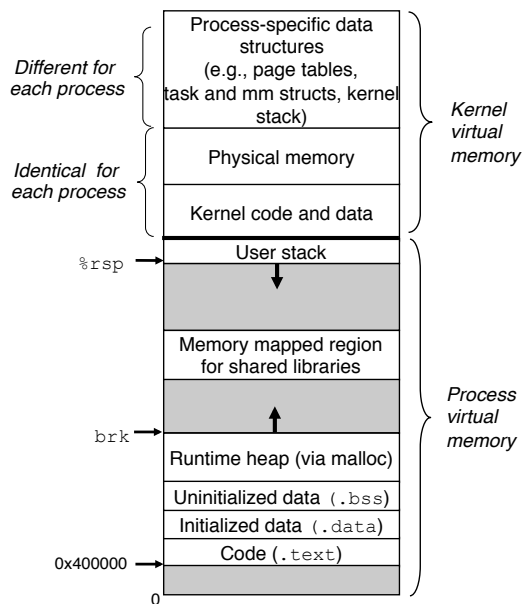 Process-specific data
structures
(e.g., page tables,
task and mm structs, kernel
stack)
Different for
each process
Kernel
virtual
memory
Physical memory
Identical for
each process
Kernel code and data
User stack
%rsp
Memory mapped region
for shared libraries
Process
virtual
memory
brk
Runtime heap (via malloc)
Uninitialized data (.bss)
Initialized data (.data)
Code (.text)
0x400000
0